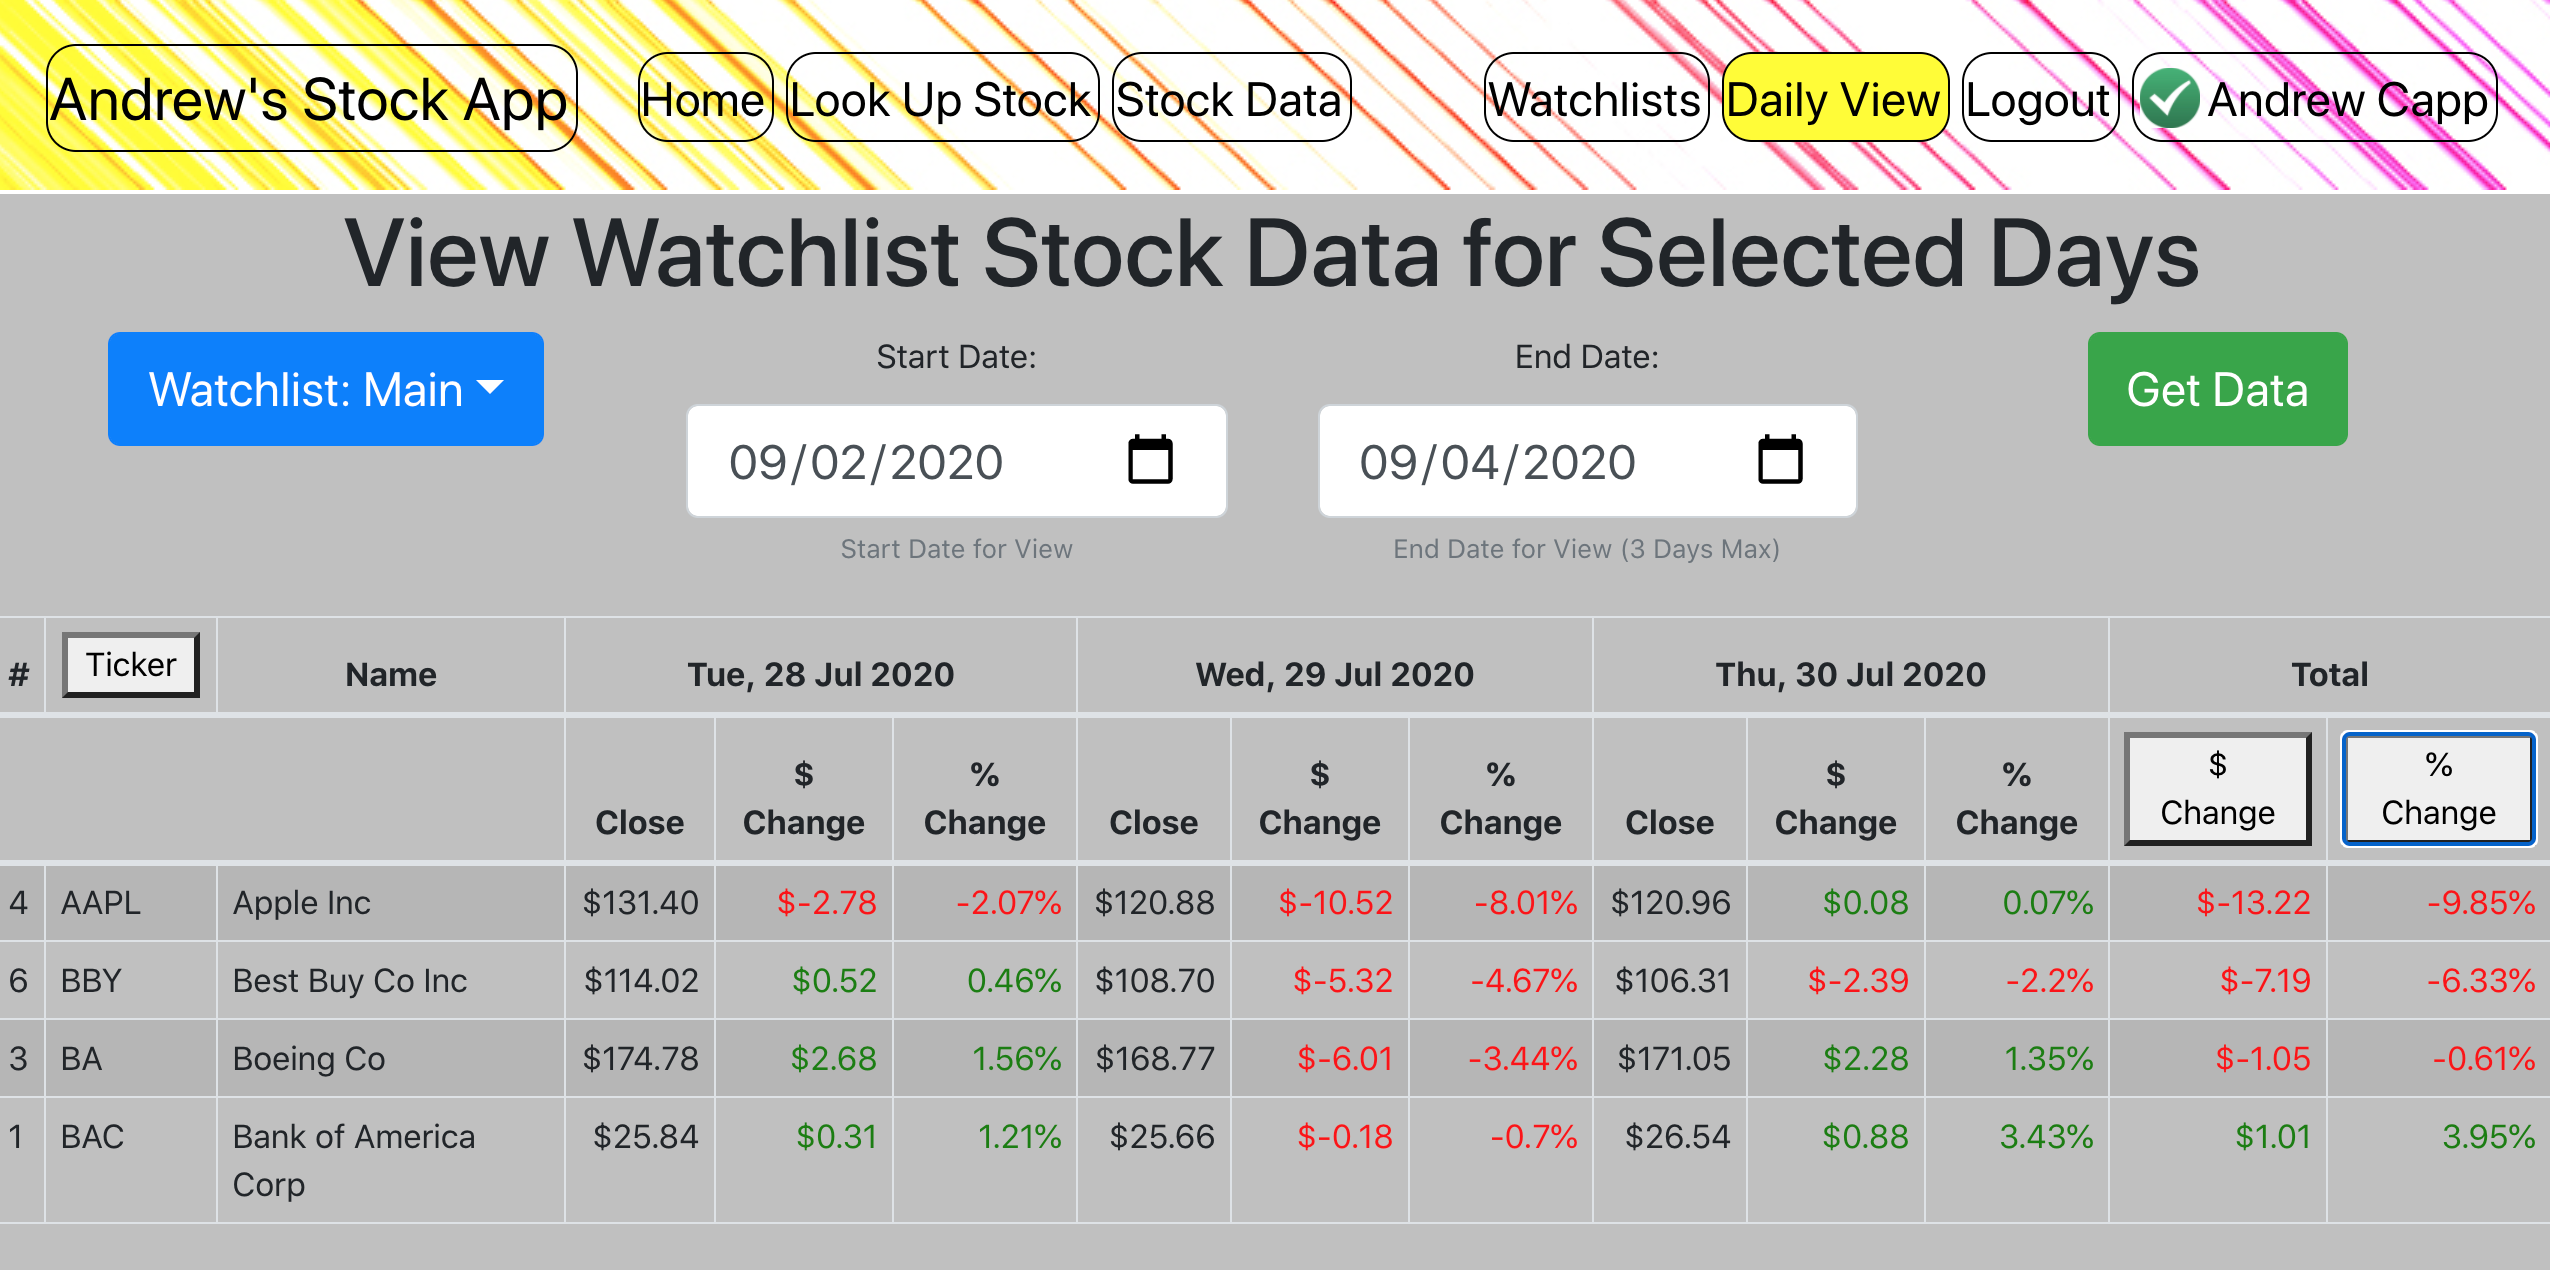 Andrew's Stock App Home Look Up Stock Stock Data Watchlists Daily View Logout Andrew Capp
View Watchlist Stock Data for Selected Days
Watchlist: Main
Start Date:
09/02/2020
Start Date for View
End Date:
09/04/2020
End Date for View (3 Days Max)
Get Data
# Ticker Name Tue, 28 Jul 2020 Wed, 29 Jul 2020 Thu, 30 Jul 2020 Total
Close $ Change % Change Close $ Change % Change Close $ Change % Change $ Change % Change
4 AAPL Apple Inc $131.40 $-2.78 -2.07% $120.88 $-10.52 -8.01% $120.96 $0.08 0.07% $-13.22 -9.85%
6 BBY Best Buy Co Inc $114.02 $0.52 0.46% $108.70 $-5.32 -4.67% $106.31 $-2.39 -2.2% $-7.19 -6.33%
3 BA Boeing Co $174.78 $2.68 1.56% $168.77 $-6.01 -3.44% $171.05 $2.28 1.35% $-1.05 -0.61%
1 BAC Bank of America Corp $25.84 $0.31 1.21% $25.66 $-0.18 -0.7% $26.54 $0.88 3.43% $1.01 3.95%